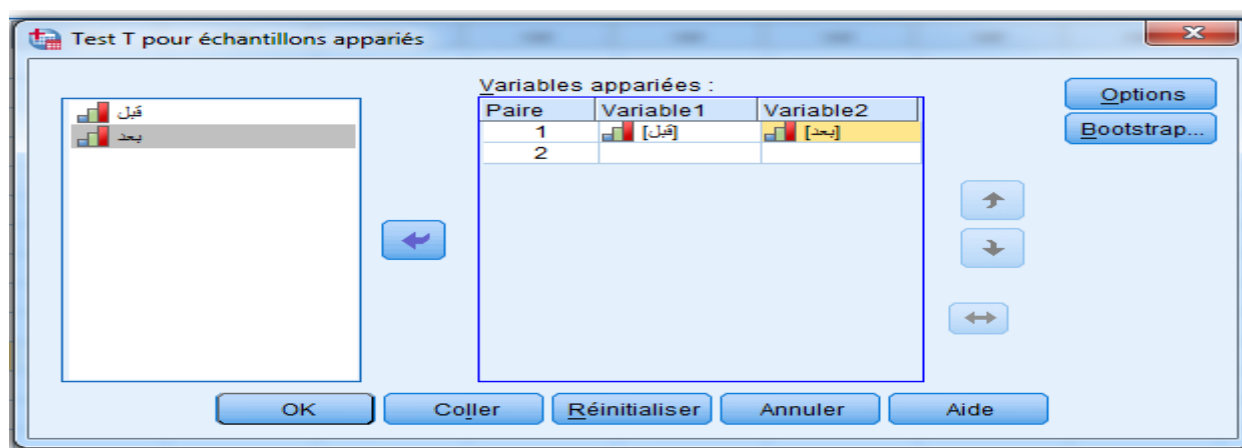 Test T pour échantillons appariés
قبل
بعد
Variables appariées :
Paire Variable1 Variable2
1 [قبل] [بعد]
2
Options
Bootstrap...
OK Coller Réinitialiser Annuler Aide